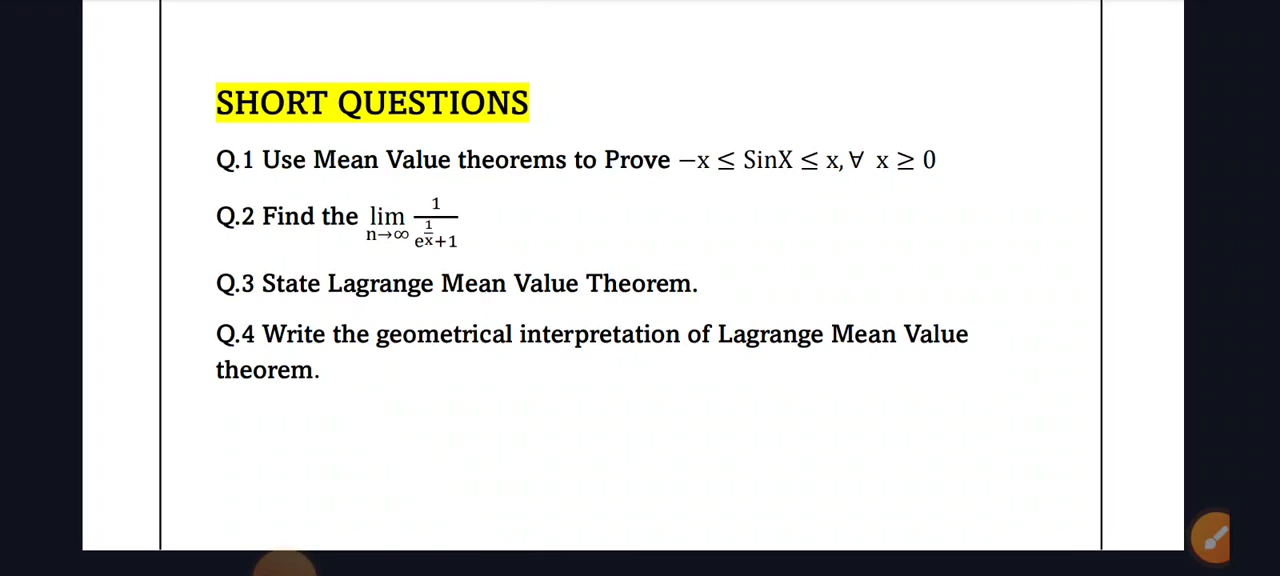 SHORT QUESTIONS
Q.1 Use Mean Value theorems to Prove −x ≤ SinX ≤ x, ∀ x ≥ 0
Q.2 Find the lim n→∞ 1/(e^(1/x)+1)
Q.3 State Lagrange Mean Value Theorem.
Q.4 Write the geometrical interpretation of Lagrange Mean Value
theorem.